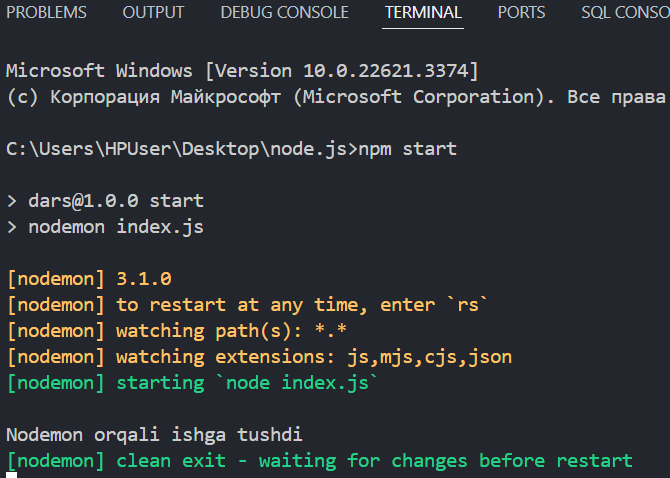 PROBLEMS OUTPUT DEBUG CONSOLE TERMINAL PORTS SQL CONSO
Microsoft Windows [Version 10.0.22621.3374]
(c) Корпорация Майкрософт (Microsoft Corporation). Все права
C:\Users\HPUser\Desktop\node.js>npm start
> dars@1.0.0 start
> nodemon index.js
[nodemon] 3.1.0
[nodemon] to restart at any time, enter `rs`
[nodemon] watching path(s): *.*
[nodemon] watching extensions: js,mjs,cjs,json
[nodemon] starting `node index.js`
Nodemon orqali ishga tushdi
[nodemon] clean exit - waiting for changes before restart